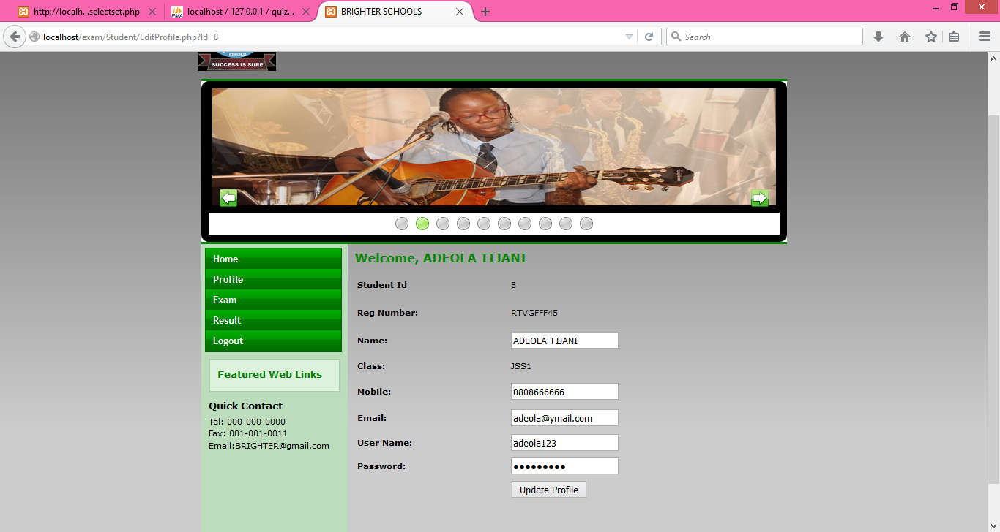 http://localh...selectset.php
localhost / 127.0.0.1 / quiz...
BRIGHTER SCHOOLS
localhost/exam/Student/EditProfile.php?Id=8
Search
IDIROKO
SUCCESS IS SURE
Home
Profile
Exam
Result
Logout
Featured Web Links
Quick Contact
Tel: 000-000-0000
Fax: 001-001-0011
Email:BRIGHTER@gmail.com
Welcome, ADEOLA TIJANI
Student Id 8
Reg Number: RTVGFFF45
Name: ADEOLA TIJANI
Class: JSS1
Mobile: 0808666666
Email: adeola@ymail.com
User Name: adeola123
Password: ●●●●●●●●●
Update Profile